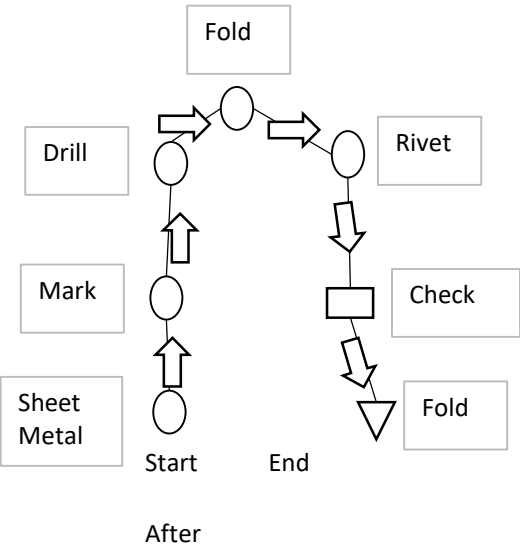 Fold
Drill
Rivet
Mark
Check
Sheet
Metal
Fold
Start
End
After